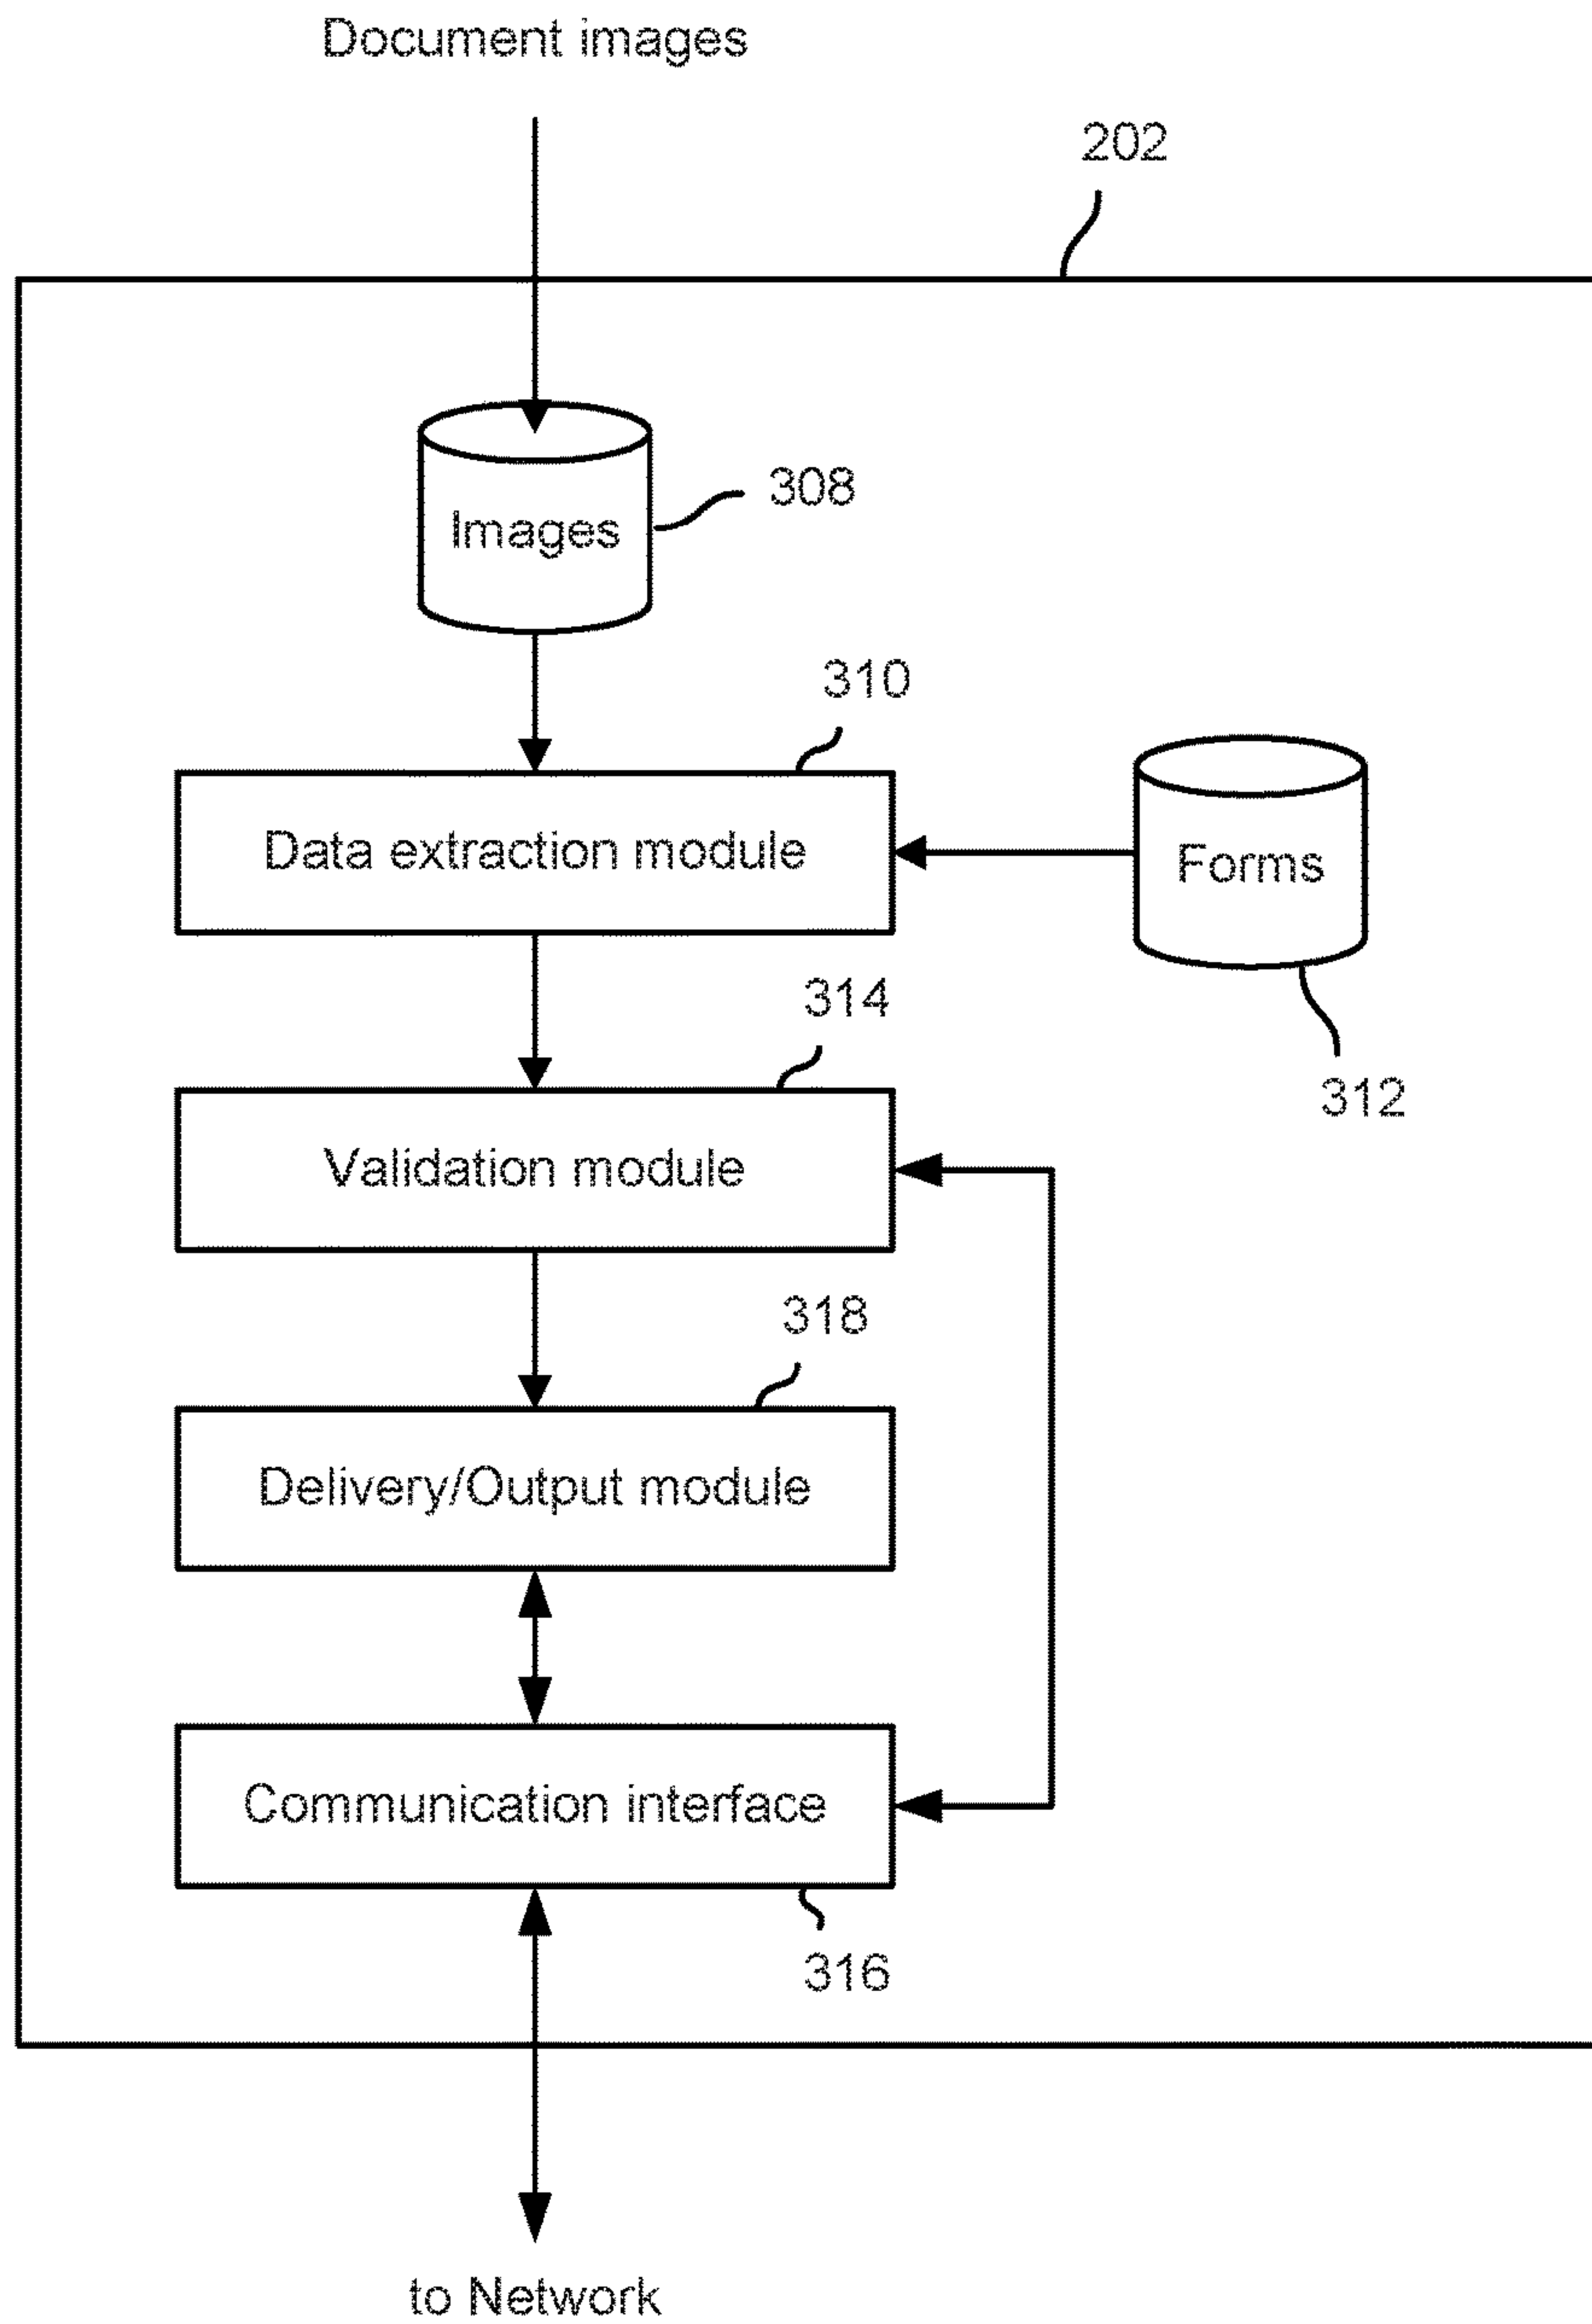 Document images
202
Images
308
310
Data extraction module
Forms
314
312
Validation module
318
Delivery/Output module
Communication interface
316
to Network